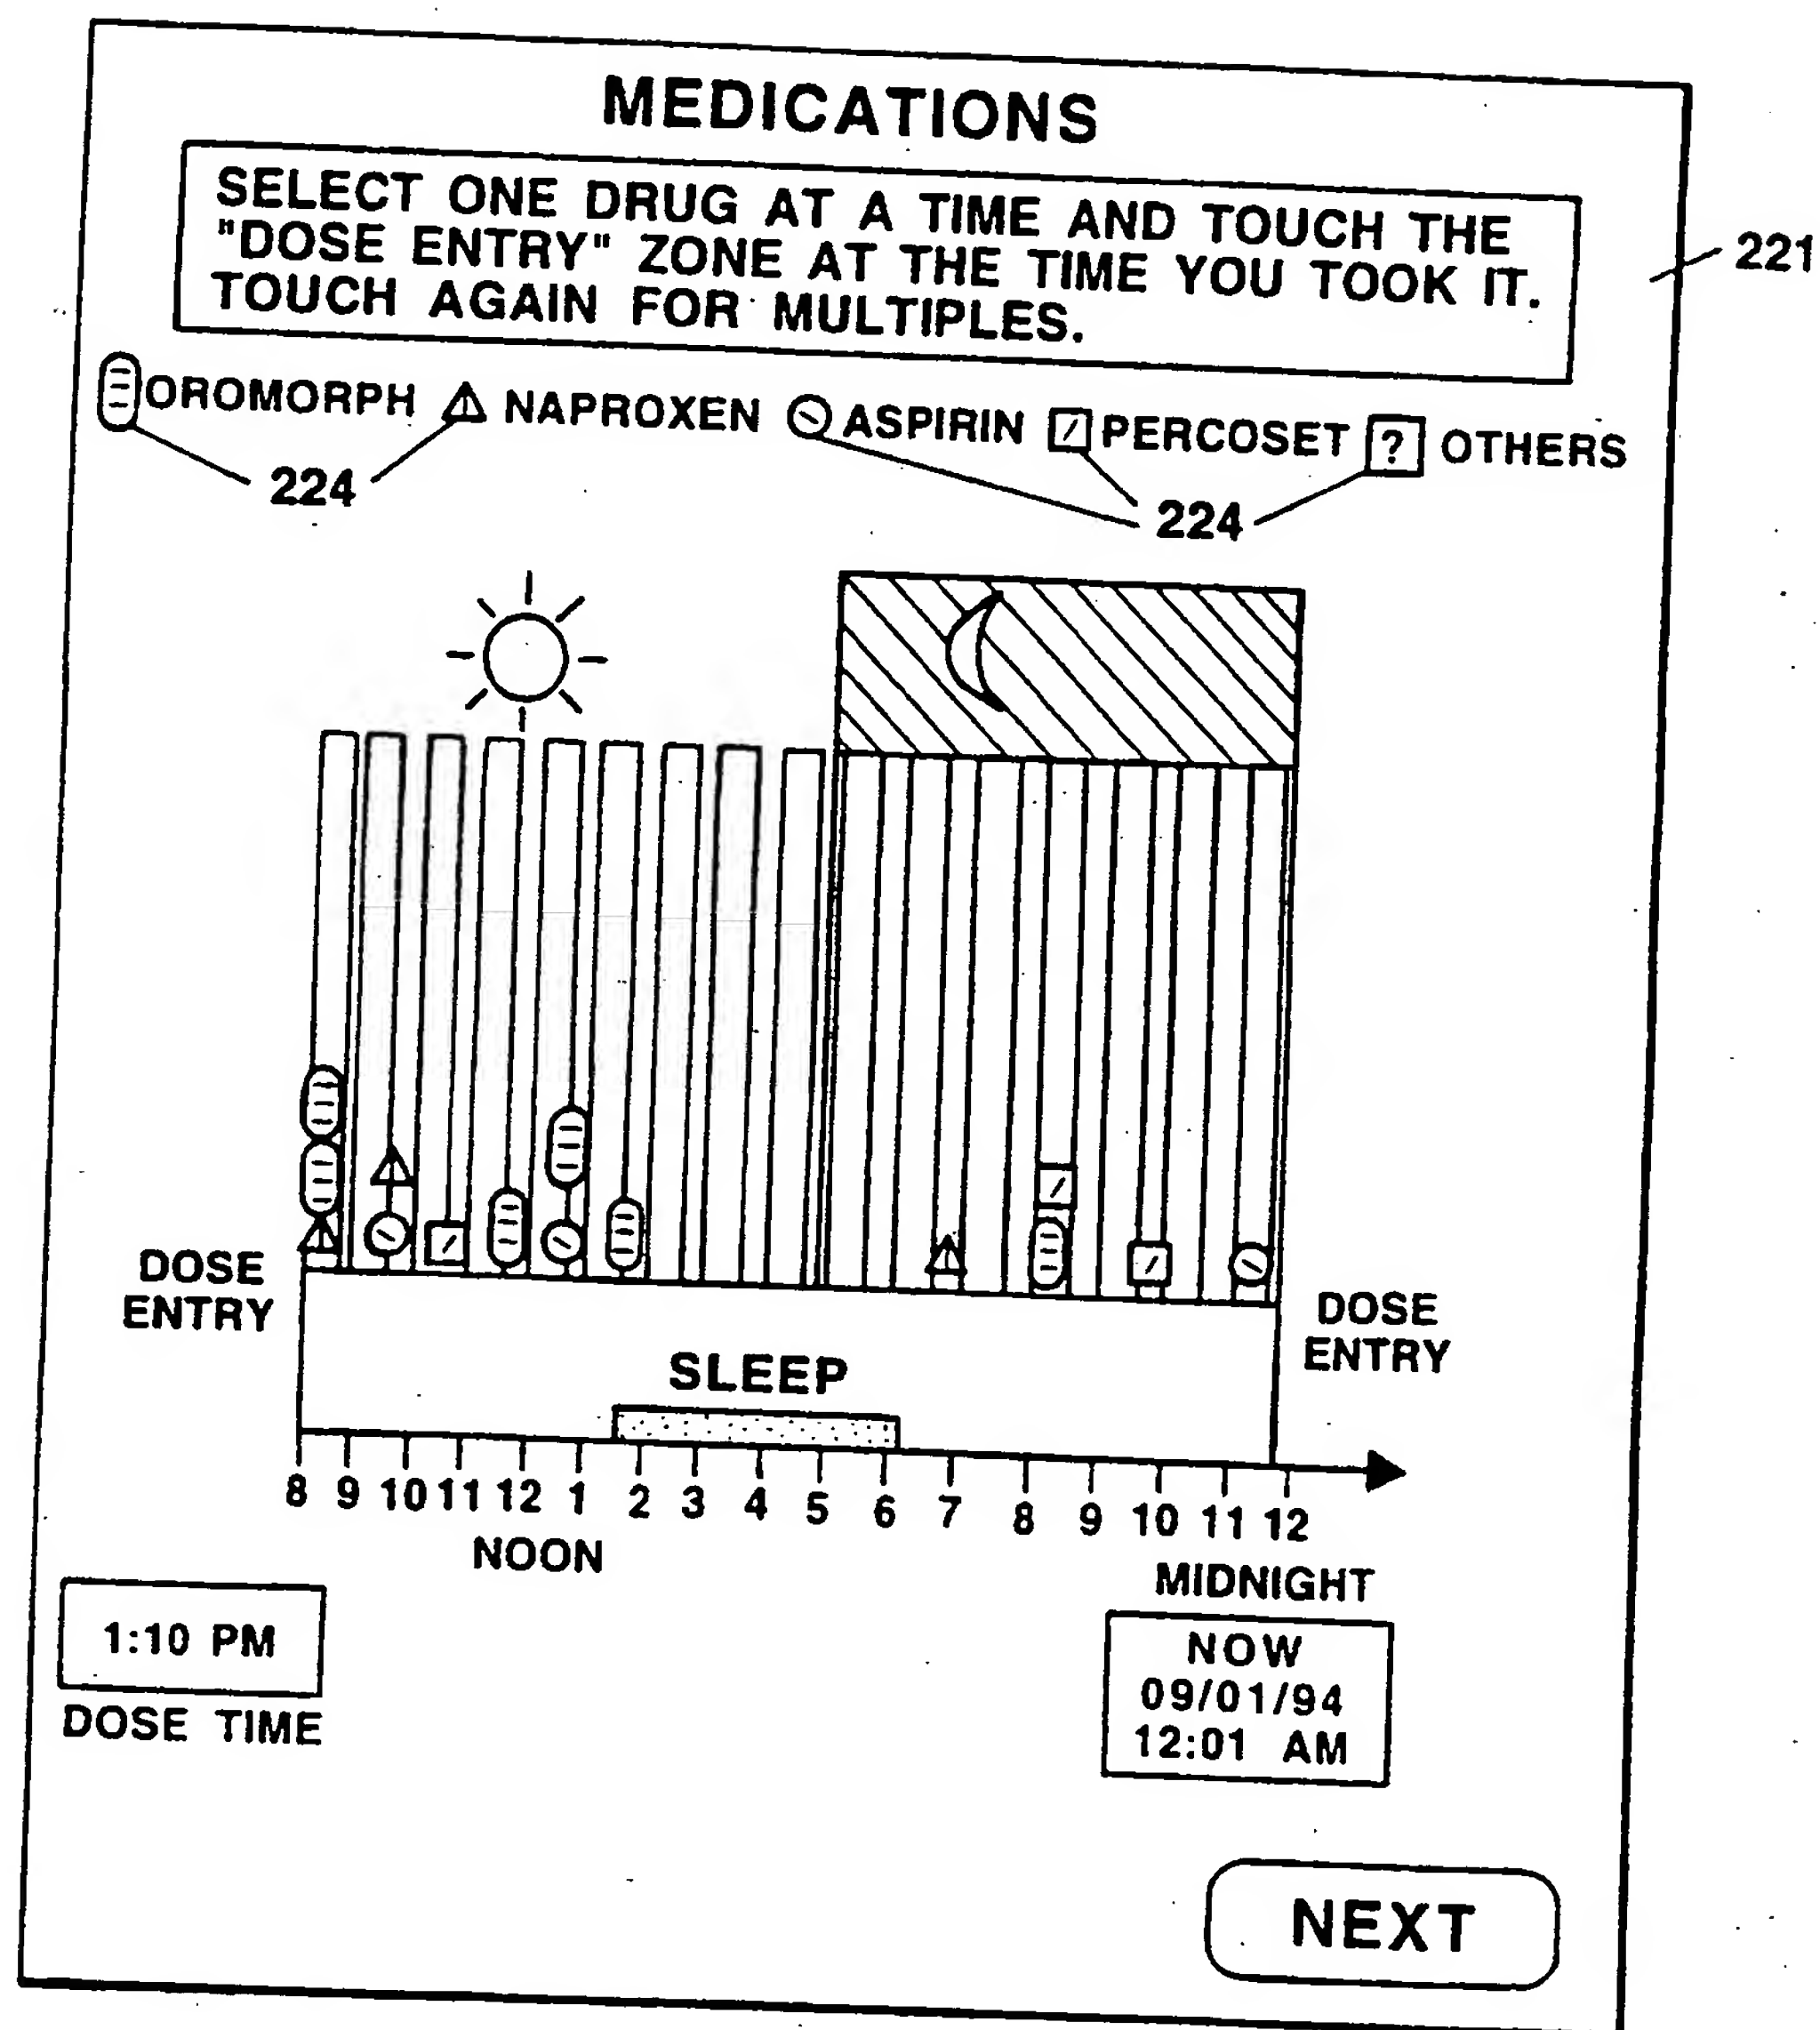 MEDICATIONS
SELECT ONE DRUG AT A TIME AND TOUCH THE
"DOSE ENTRY" ZONE AT THE TIME YOU TOOK IT.
TOUCH AGAIN FOR MULTIPLES.
221
OROMORPH NAPROXEN ASPIRIN PERCOSET ? OTHERS
224 224
DOSE
ENTRY
DOSE
ENTRY
SLEEP
8 9 10 11 12 1 2 3 4 5 6 7 8 9 10 11 12
NOON
MIDNIGHT
1:10 PM
DOSE TIME
NOW
09/01/94
12:01 AM
NEXT